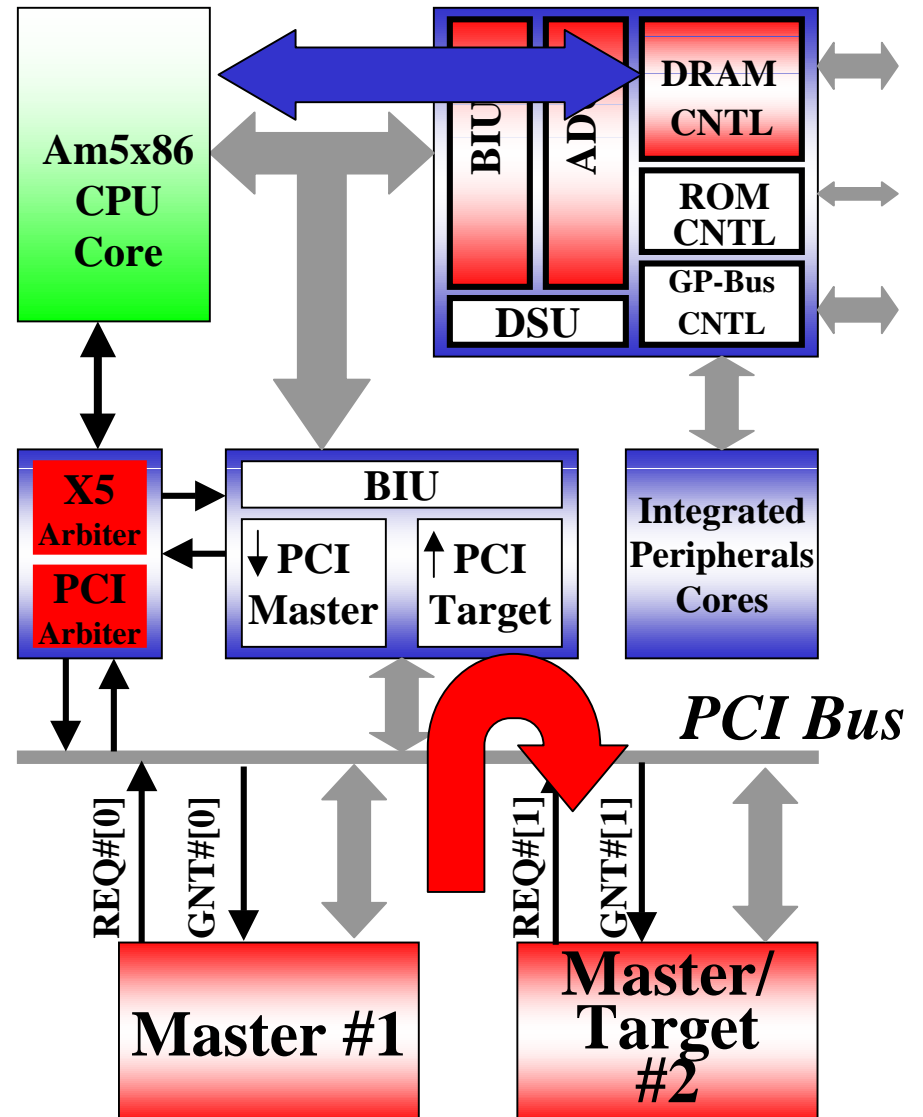 Am5x86
CPU
Core
BIU
DRAM
CNTL
ROM
CNTL
GP-Bus
CNTL
DSU
X5
Arbiter
PCI
Arbiter
BIU
PCI
Master
PCI
Target
Integrated
Peripherals
Cores
PCI Bus
REQ#[0]
GNT#[0]
REQ#[1]
GNT#[1]
Master #1
Master/
Target
#2